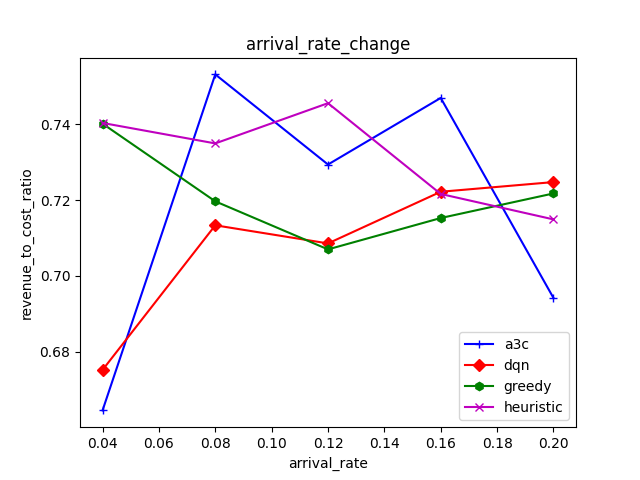 arrival_rate_change
revenue_to_cost_ratio
0.74
0.72
0.70
0.68
0.04 0.06 0.08 0.10 0.12 0.14 0.16 0.18 0.20
arrival_rate
a3c
dqn
greedy
heuristic